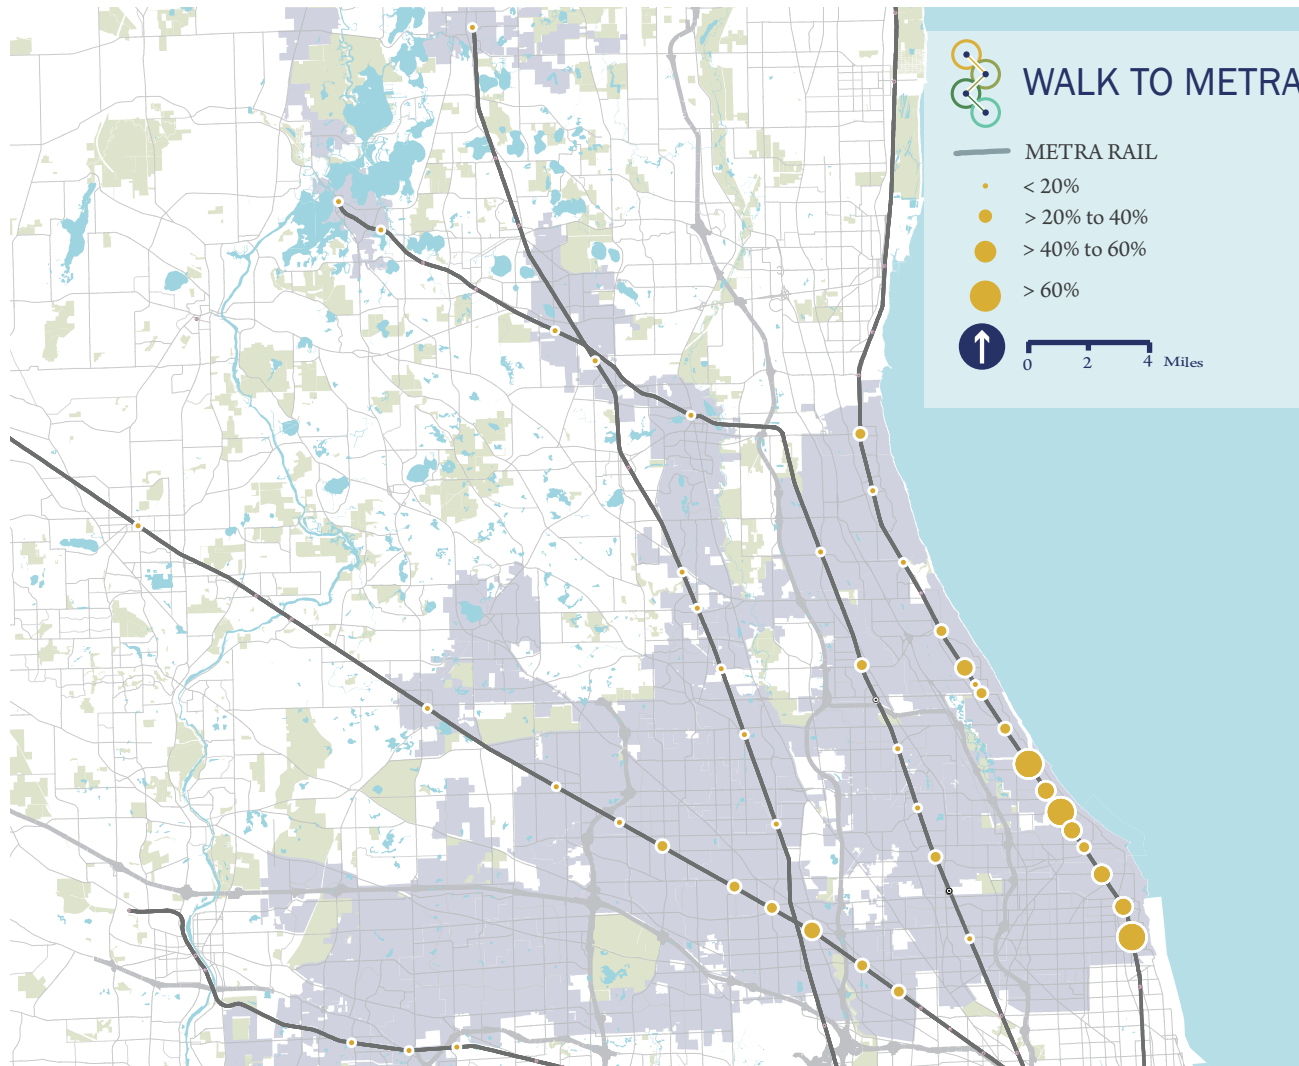 WALK TO METRA
METRA RAIL
< 20%
> 20% to 40%
> 40% to 60%
> 60%
0 2 4 Miles